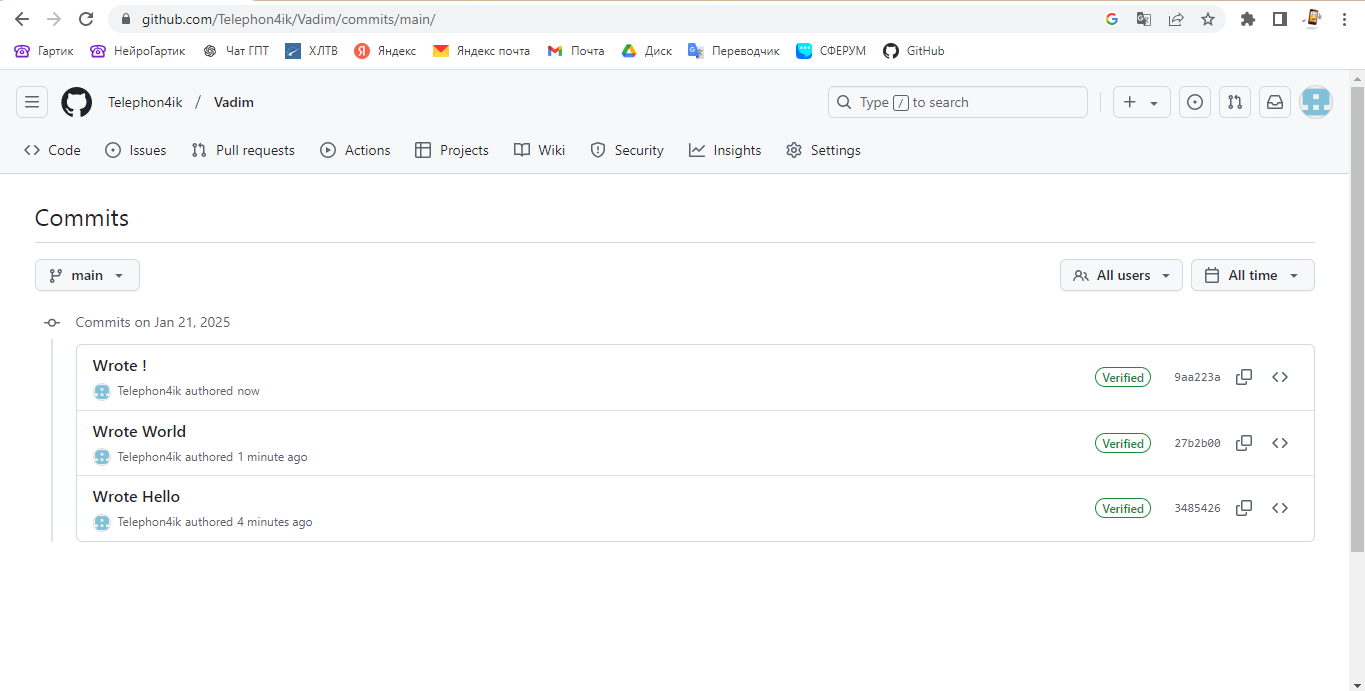 github.com/Telephon4ik/Vadim/commits/main/
Гартик НейроГартик Чат ГПТ ХЛТВ Яндекс Яндекс почта Почта Диск Переводчик СФЕРУМ GitHub
Telephon4ik / Vadim Type / to search
Code Issues Pull requests Actions Projects Wiki Security Insights Settings
Commits
main All users All time
Commits on Jan 21, 2025
Wrote !
Telephon4ik authored now Verified 9aa223a
Wrote World
Telephon4ik authored 1 minute ago Verified 27b2b00
Wrote Hello
Telephon4ik authored 4 minutes ago Verified 3485426